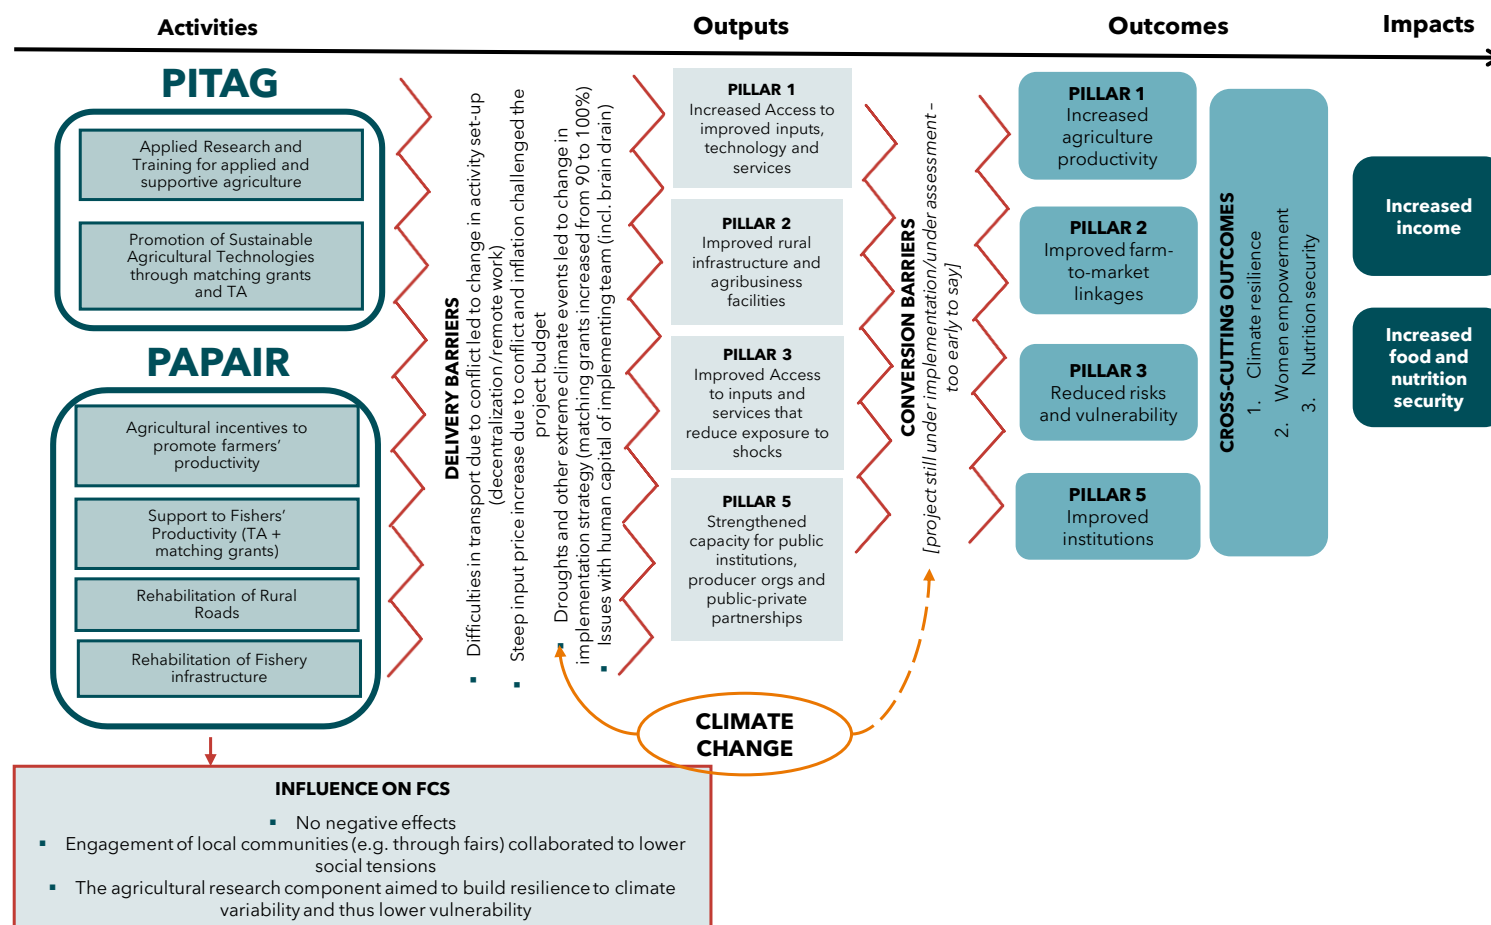 Activities
Outputs
Outcomes
Impacts
PITAG
Applied Research and
Training for applied and
supportive agriculture
Promotion of Sustainable
Agricultural Technologies
through matching grants
and TA
PAPAIR
Agricultural incentives to
promote farmers'
productivity
Support to Fishers'
Productivity (TA +
matching grants)
Rehabilitation of Rural
Roads
Rehabilitation of Fishery
infrastructure
DELIVERY BARRIERS
▪ Difficulties in transport due to conflict led to change in activity set-up
(decentralization/remote work)
▪ Steep input price increase due to conflict and inflation challenged the
project budget
▪ Droughts and other extreme climate events led to change in
implementation strategy (matching grants increased from 90 to 100%)
▪ Issues with human capital of implementing team (incl. brain drain)
PILLAR 1
Increased Access to
improved inputs,
technology and
services
PILLAR 2
Improved rural
infrastructure and
agribusiness
facilities
PILLAR 3
Improved Access
to inputs and
services that
reduce exposure to
shocks
PILLAR 5
Strengthened
capacity for public
institutions,
producer orgs and
public-private
partnerships
CONVERSION BARRIERS
[project still under implementation/under assessment –
too early to say]
PILLAR 1
Increased
agriculture
productivity
PILLAR 2
Improved farm-
to-market
linkages
PILLAR 3
Reduced risks
and vulnerability
PILLAR 5
Improved
institutions
CROSS-CUTTING OUTCOMES
1. Climate resilience
2. Women empowerment
3. Nutrition security
Increased
income
Increased
food and
nutrition
security
CLIMATE
CHANGE
INFLUENCE ON FCS
▪ No negative effects
▪ Engagement of local communities (e.g. through fairs) collaborated to lower
social tensions
▪ The agricultural research component aimed to build resilience to climate
variability and thus lower vulnerability